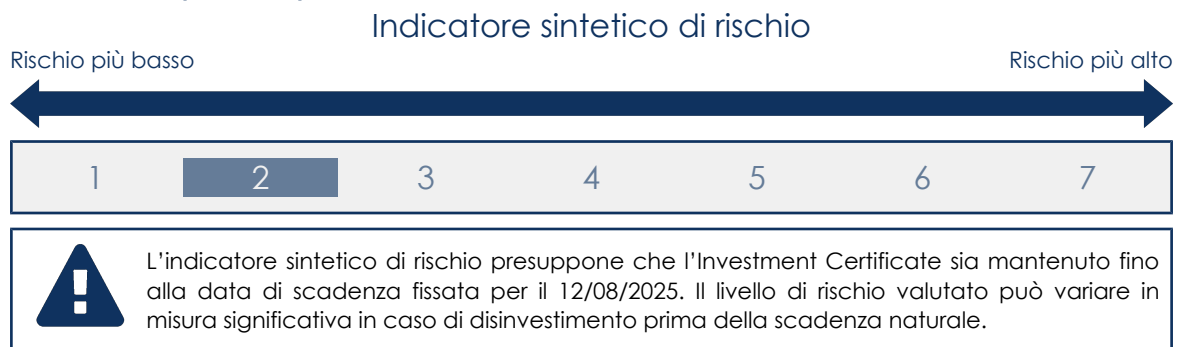 Indicatore sintetico di rischio
Rischio più basso Rischio più alto
1 2 3 4 5 6 7
L'indicatore sintetico di rischio presuppone che l'Investment Certificate sia mantenuto fino
alla data di scadenza fissata per il 12/08/2025. Il livello di rischio valutato può variare in
misura significativa in caso di disinvestimento prima della scadenza naturale.